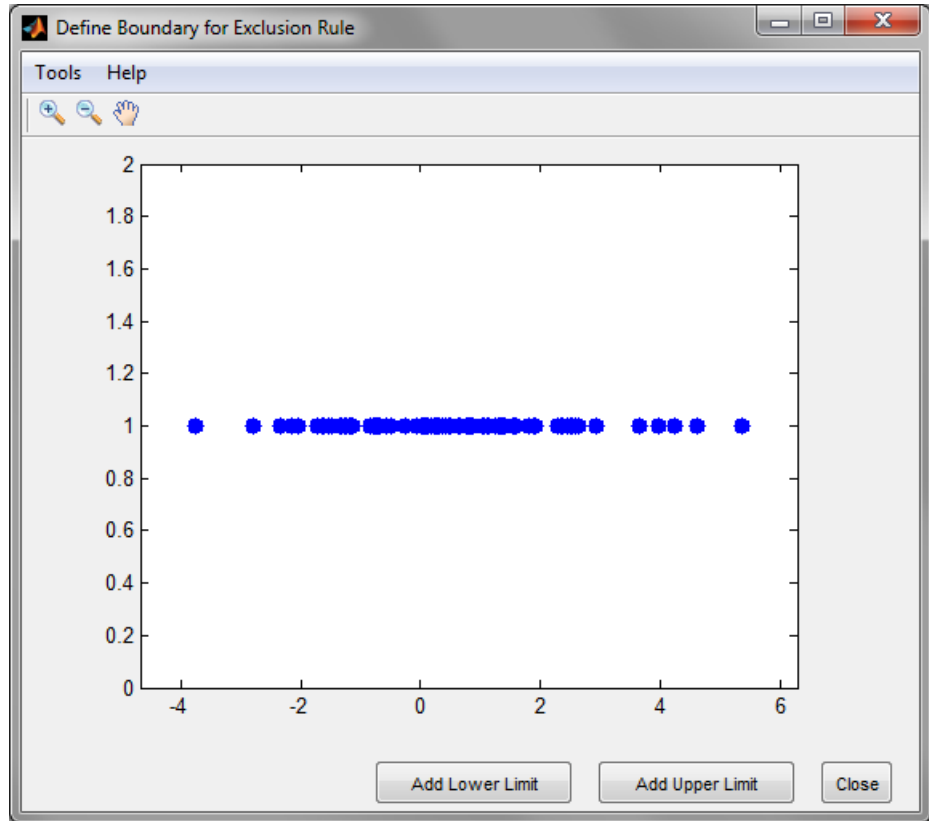 Define Boundary for Exclusion Rule
Tools Help
2
1.8
1.6
1.4
1.2
1
0.8
0.6
0.4
0.2
0
-4 -2 0 2 4 6
Add Lower Limit Add Upper Limit Close